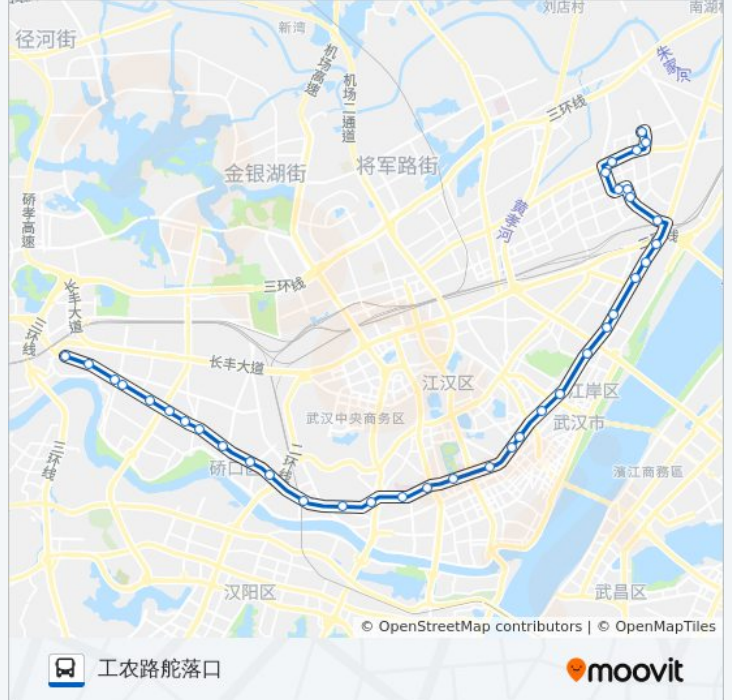 刘店村
南湖村
新湾
径河街
机场高速
机场二通道
朱家河
三环线
金银湖街
将军路街
硚孝高速
黄孝河
二环线
三环线
长丰大道
三环线
长丰大道
江汉区
江岸区
武汉中央商务区
武汉市
二环线
三环线
硚口区
濱江商務區
汉阳区
武昌区
© OpenStreetMap contributors | © OpenMapTiles
工农路舵落口
moovit